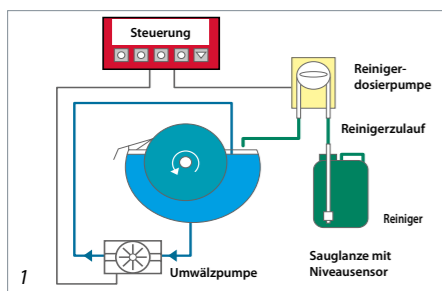 Steuerung
Reiniger-
dosierpumpe
Reinigerzulauf
Reiniger
Sauglanze mit
Niveausensor
Umwälzpumpe
1